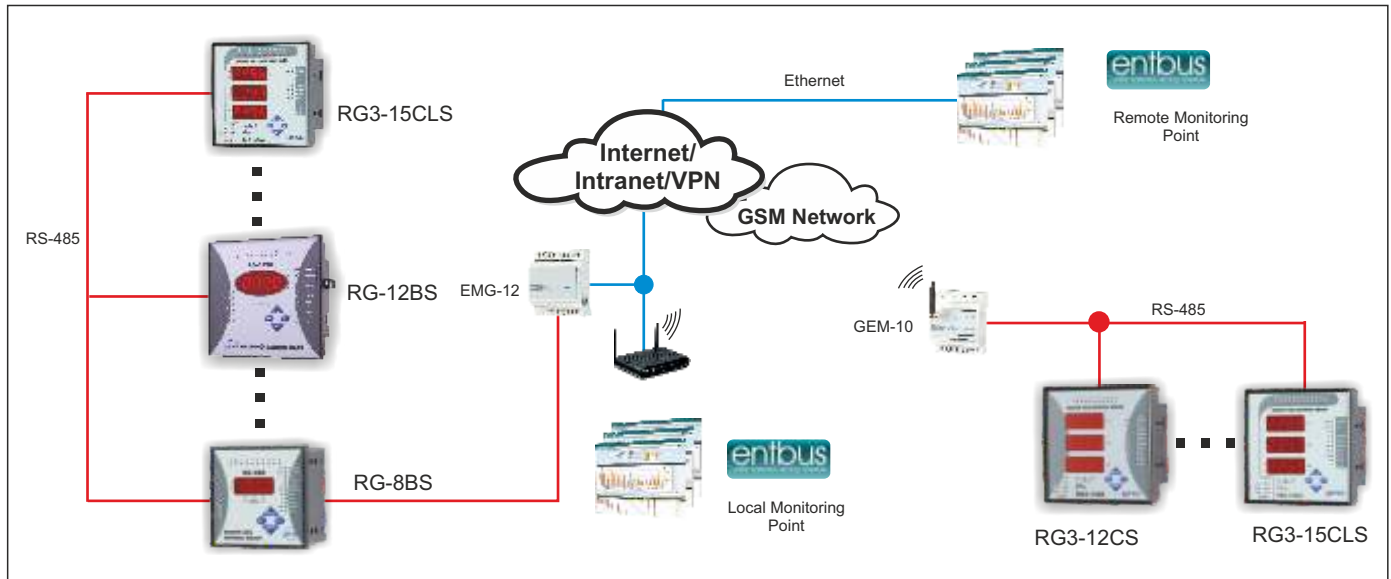 RG3-15CLS
RS-485
RG-12BS
RG-8BS
EMG-12
Internet/
Intranet/VPN
GSM Network
Ethernet
entbus
Remote Monitoring
Point
entbus
Local Monitoring
Point
GEM-10
RS-485
RG3-12CS
RG3-15CLS